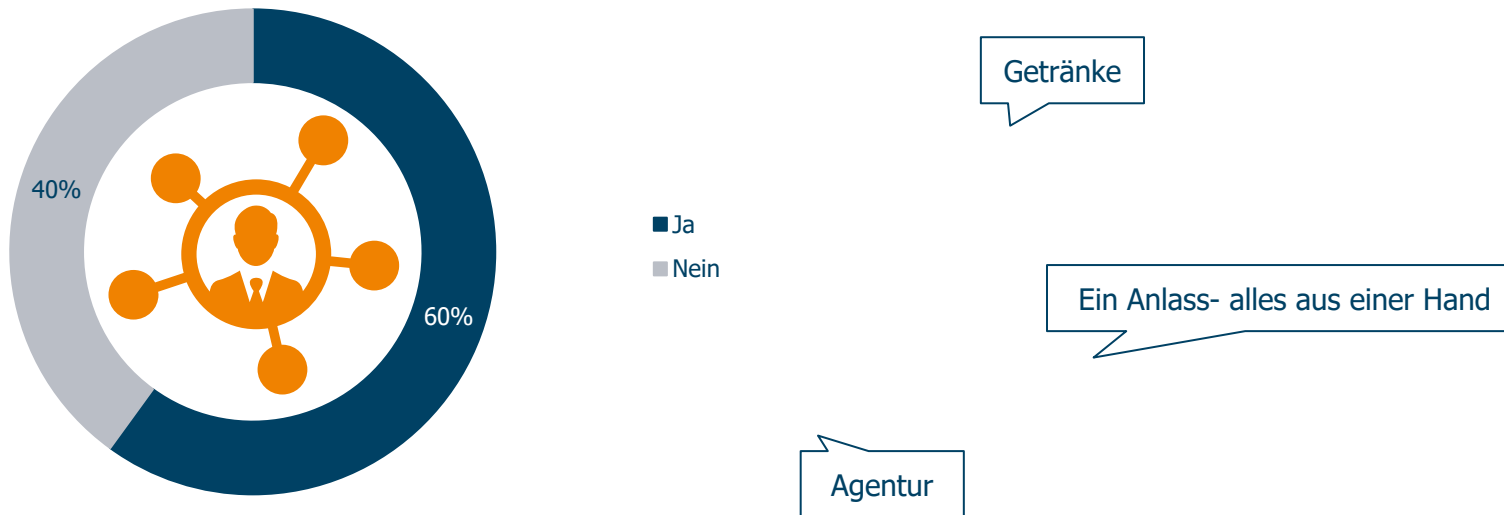 40%
60%
Ja
Nein
Getränke
Ein Anlass- alles aus einer Hand
Agentur